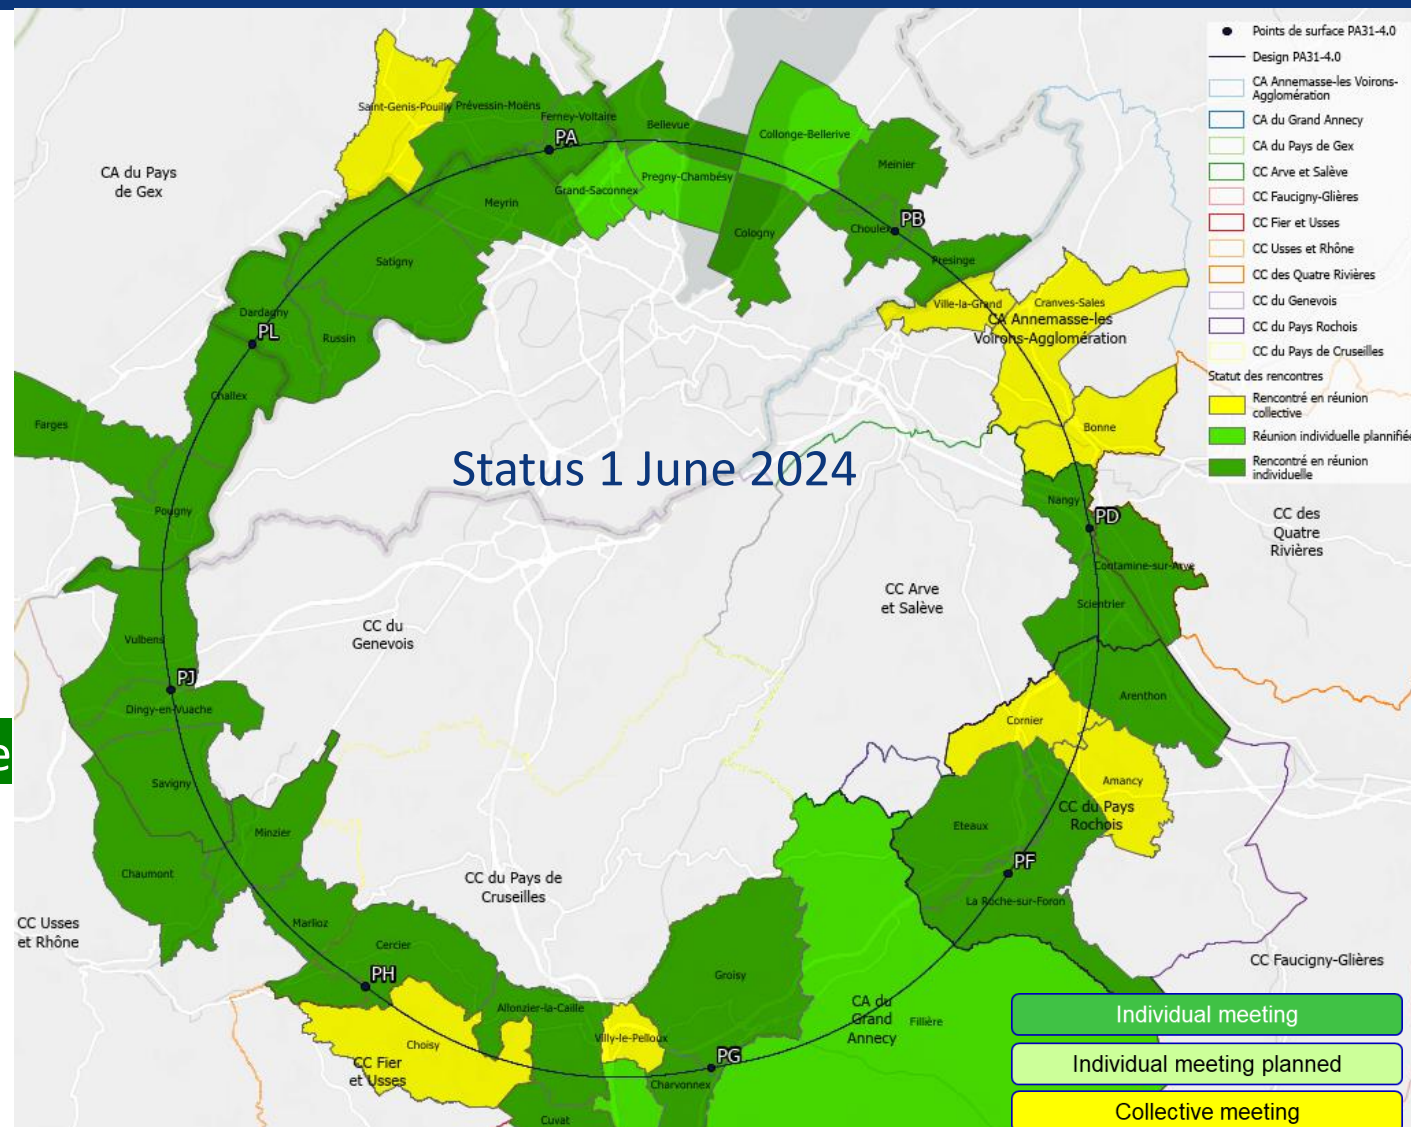 Points de surface PA31-4.0
Design PA31-4.0
CA Annemasse-les Voirons-
Agglomération
CA du Grand Annecy
CA du Pays de Gex
CC Arve et Salève
CC Faucigny-Glières
CC Fier et Usses
CC Usses et Rhône
CC des Quatre Rivières
CC du Genevois
CC du Pays Rochois
CC du Pays de Cruseilles
Statut des rencontres
Rencontré en réunion
collective
Réunion individuelle plannifiée
Rencontré en réunion
individuelle
Saint-Genis-Pouilly
Prévessin-Moëns
Ferney-Voltaire
Bellevue
Collonge-Bellerive
PA
Meinier
CA du Pays
de Gex
Grand-Saconnex
Pregny-Chambésy
Meyrin
PB
Choulex
Cologny
Satigny
Presinge
Ville-la-Grand
Cranves-Sales
Dardagny
CA Annemasse-les
Voirons-Agglomération
PL
Russin
Challex
Farges
Bonne
Status 1 June 2024
Nangy
Pougny
PD
CC des
Quatre
Rivières
Contamine-sur-Arve
CC Arve
et Salève
Scientrier
CC du
Genevois
Vulbens
PJ
Dingy-en-Vuache
Arenthon
Cornier
e
Savigny
Amancy
CC du Pays
Rochois
Minzier
Eteaux
PF
Chaumont
CC du Pays de
Cruseilles
La Roche-sur-Foron
CC Usses
et Rhône
Marlioz
Cercier
CC Faucigny-Glières
PH
Groisy
Allonzier-la-Caille
CA du
Grand
Annecy
Fillière
Choisy
Villy-le-Pelloux
CC Fier
et Usses
PG
Charvonnex
Cuvat
Individual meeting
Individual meeting planned
Collective meeting